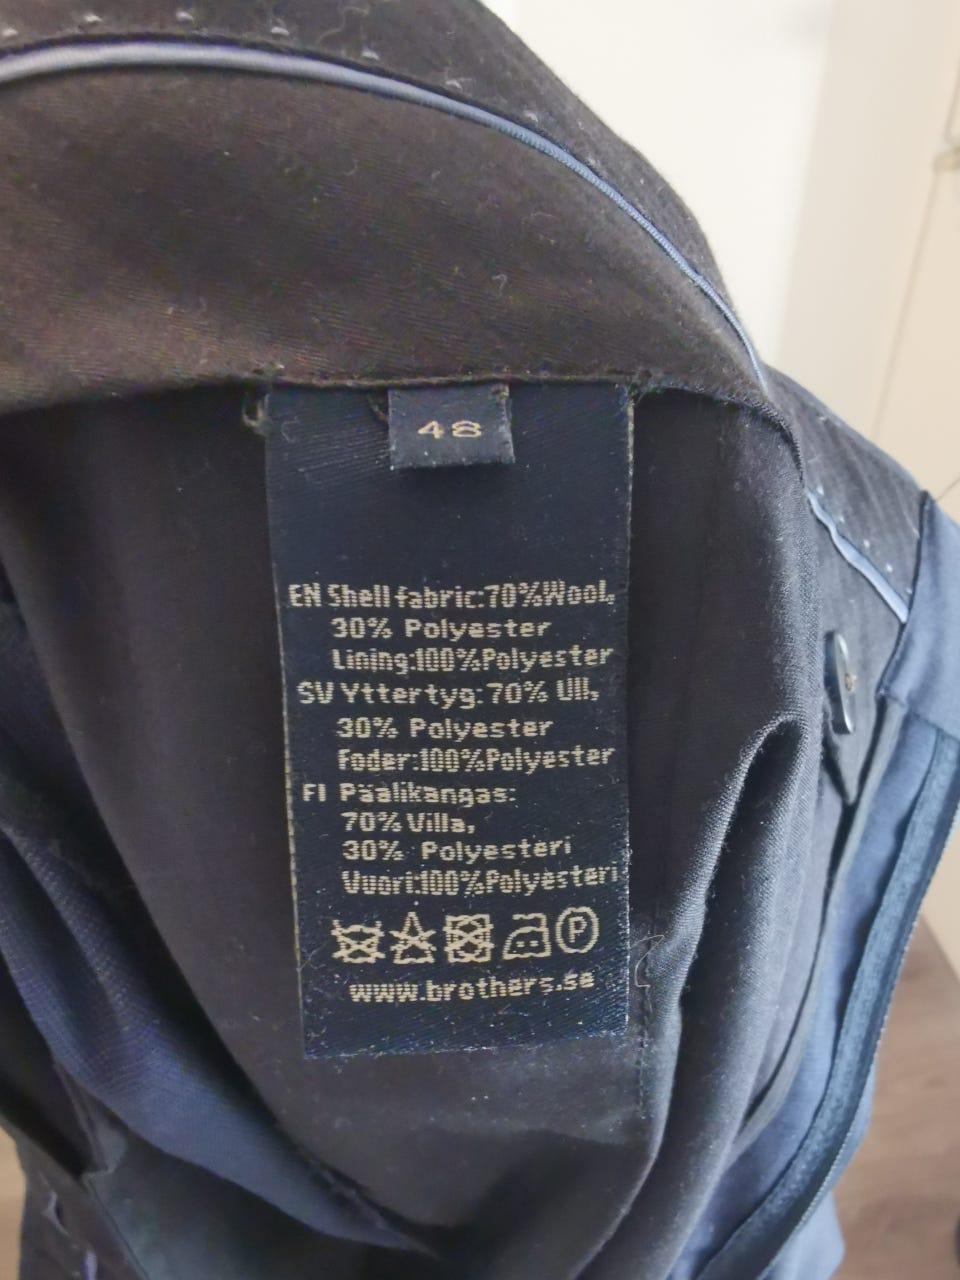 48
EN Shell fabric:70%Wool,
30% Polyester
Lining:100%Polyester
SV Yttertyg:70% Ull,
30% Polyester
Foder:100%Polyester
FI Päälikangas:
70% Villa,
30% Polyesteri
Vuori:100%Polyesteri
P
www.brothers.se